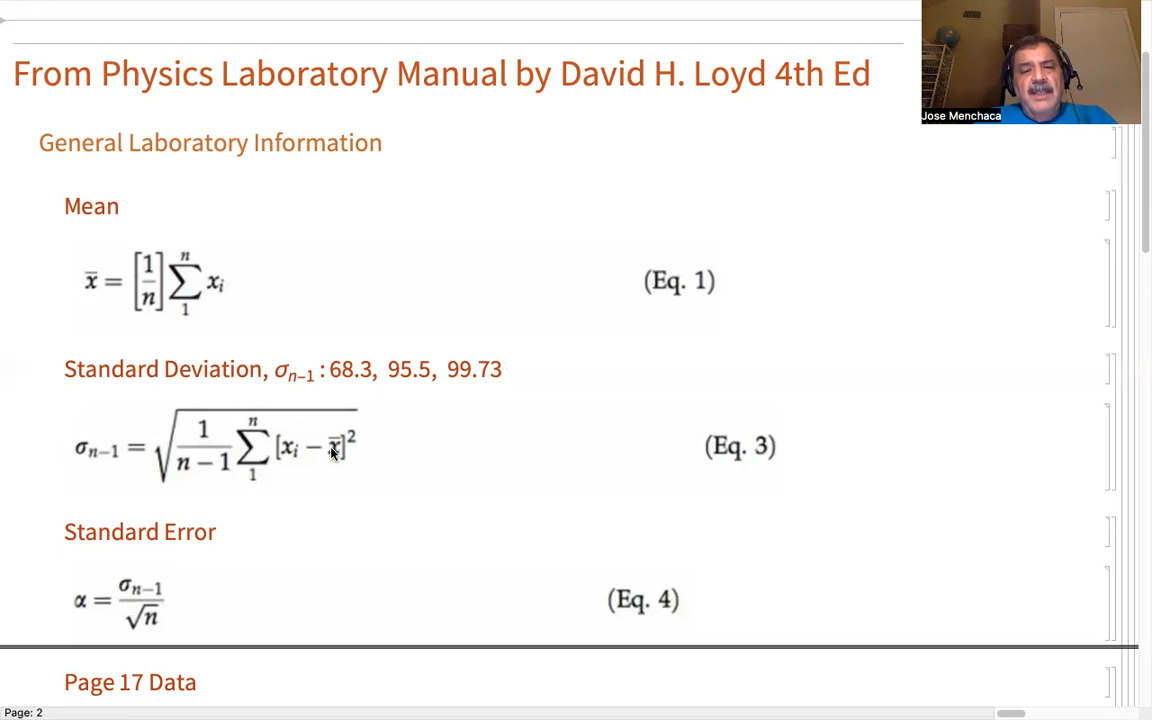 From Physics Laboratory Manual by David H. Loyd 4th Ed
Jose Menchaca
General Laboratory Information
Mean
x̄ = [1/n] ∑₁ⁿ xᵢ (Eq. 1)
Standard Deviation, σₙ₋₁ : 68.3, 95.5, 99.73
σₙ₋₁ = √(1/(n − 1) ∑₁ⁿ [xᵢ − x̄]²) (Eq. 3)
Standard Error
α = σₙ₋₁/√n (Eq. 4)
Page 17 Data
Page: 2